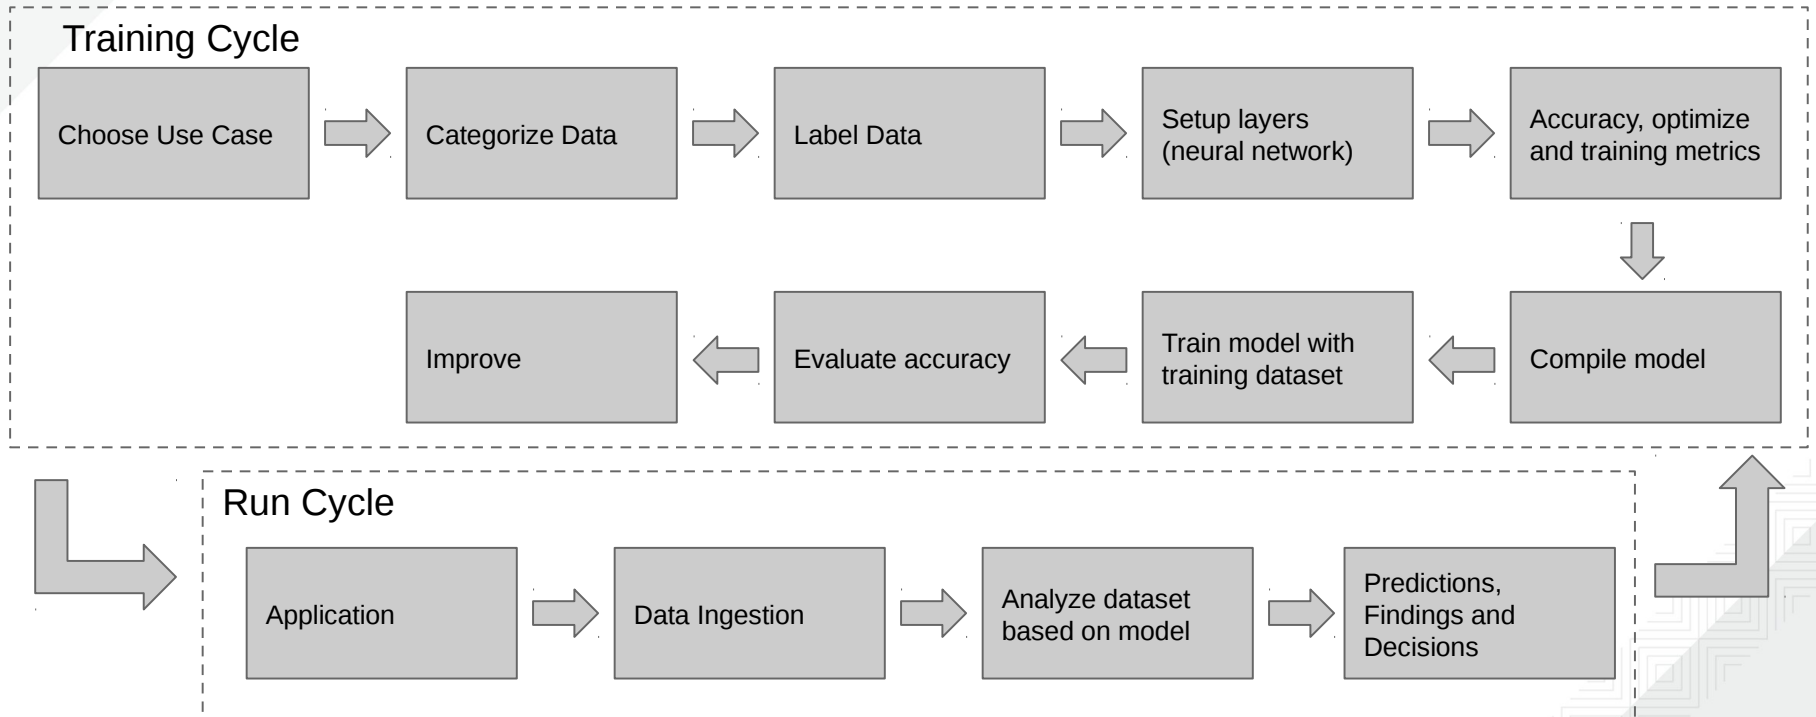 Training Cycle
Choose Use Case
Categorize Data
Label Data
Setup layers
(neural network)
Accuracy, optimize
and training metrics
Improve
Evaluate accuracy
Train model with
training dataset
Compile model
Run Cycle
Application
Data Ingestion
Analyze dataset
based on model
Predictions,
Findings and
Decisions